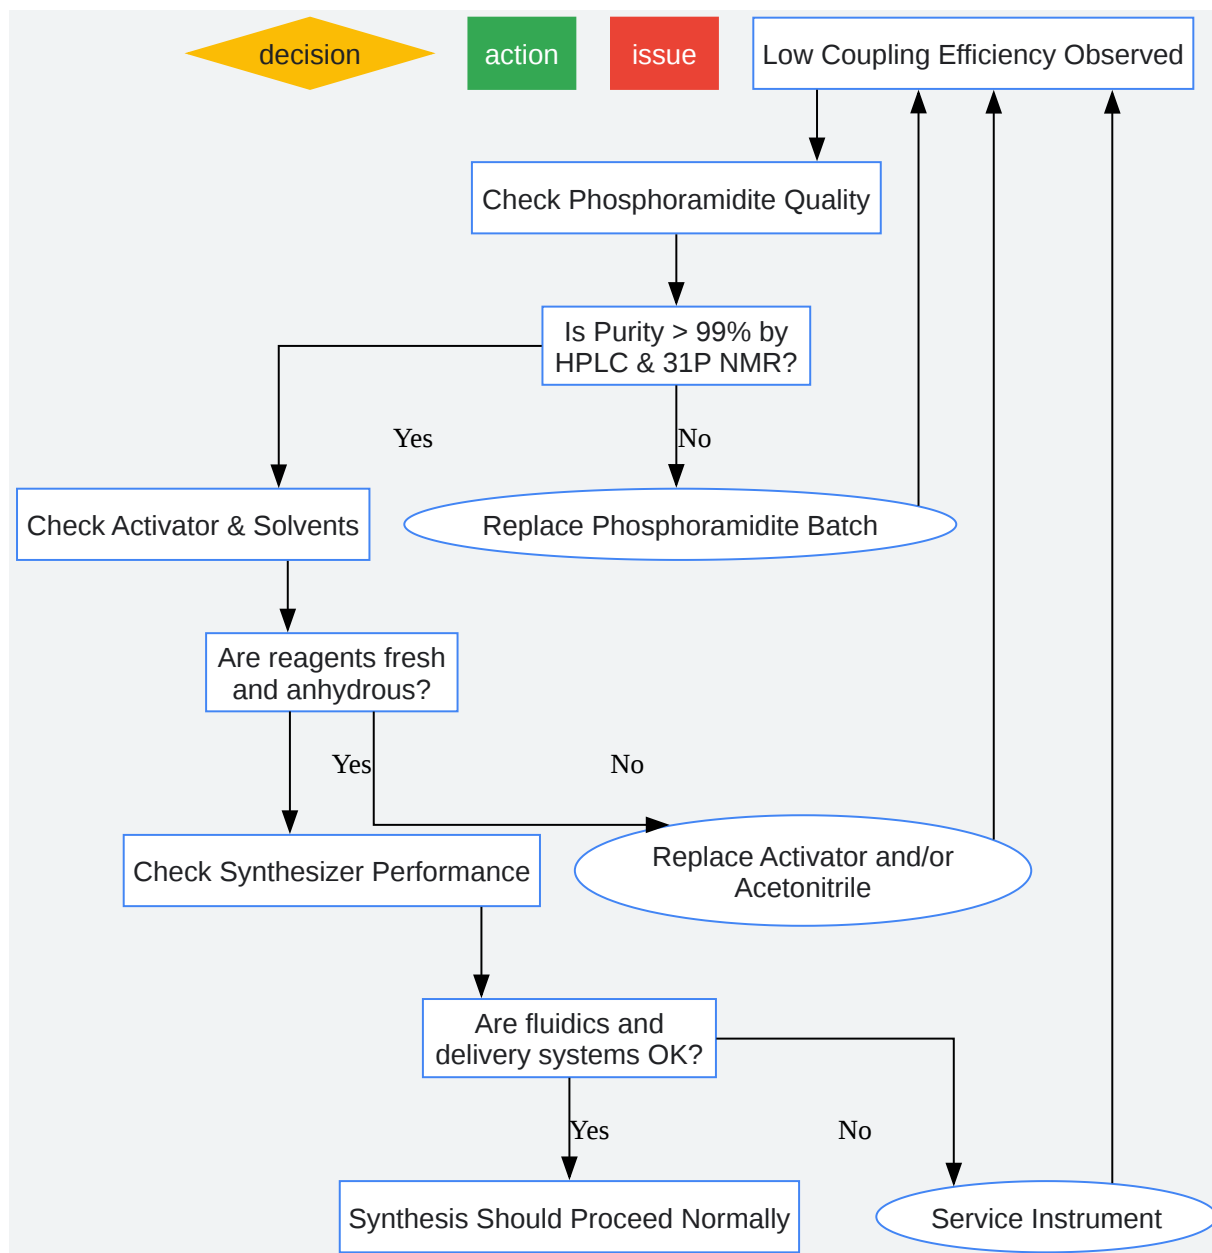 decision
action
issue
Low Coupling Efficiency Observed
Check Phosphoramidite Quality
Is Purity > 99% by
HPLC & 31P NMR?
Yes
No
Check Activator & Solvents
Replace Phosphoramidite Batch
Are reagents fresh
and anhydrous?
Yes
No
Check Synthesizer Performance
Replace Activator and/or
Acetonitrile
Are fluidics and
delivery systems OK?
Yes
No
Synthesis Should Proceed Normally
Service Instrument